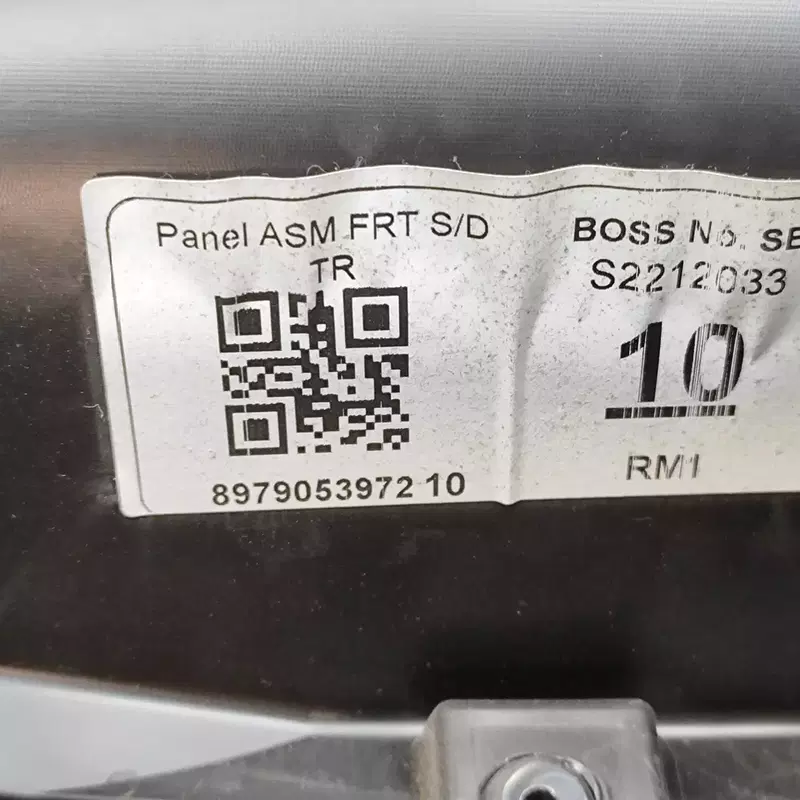 Panel ASM FRT S/D
TR
8979053972 10
BOSS No. SE
S2212033
10
RM1